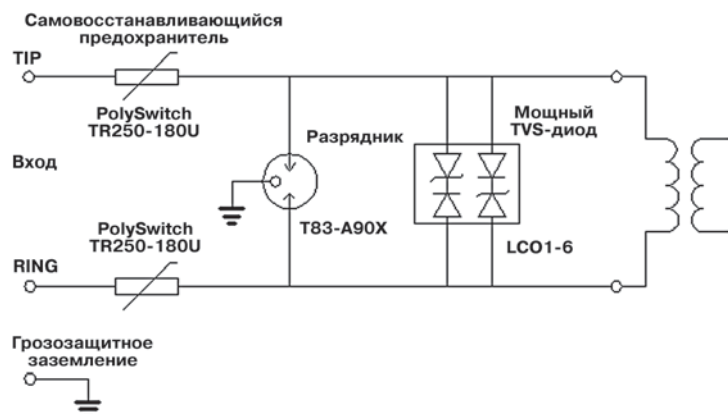 Самовосстанавливающийся
предохранитель
TIP
PolySwitch
TR250-180U
Разрядник
Мощный
TVS-диод
Вход
T83-A90X
PolySwitch
TR250-180U
LCO1-6
RING
Грозозащитное
заземление